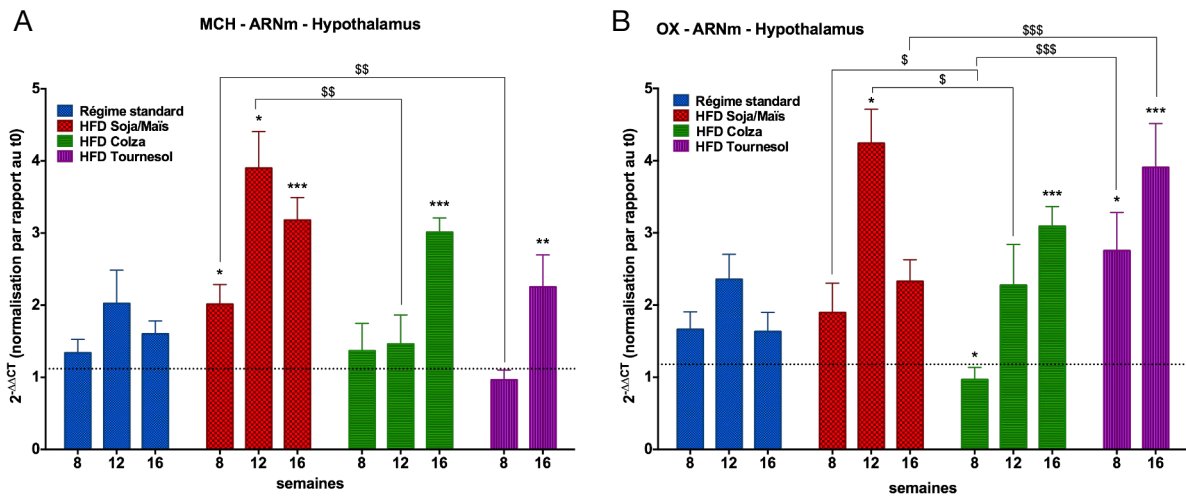 A
MCH - ARNm - Hypothalamus
$$
$$
5
4
3
2
1
0
2-ΔΔCT (normalisation par rapport au t0)
Régime standard
HFD Soja/Maïs
HFD Colza
HFD Tournesol
*
*
***
***
**
8 12 16 8 12 16 8 12 16 8 16
semaines
B
OX - ARNm - Hypothalamus
$$$
$$$
$
$
5
4
3
2
1
0
2-ΔΔCT (normalisation par rapport au t0)
Régime standard
HFD Soja/Maïs
HFD Colza
HFD Tournesol
*
*
***
*
***
8 12 16 8 12 16 8 12 16 8 16
semaines